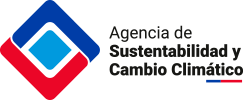 Agencia de
Sustentabilidad y
Cambio Climático